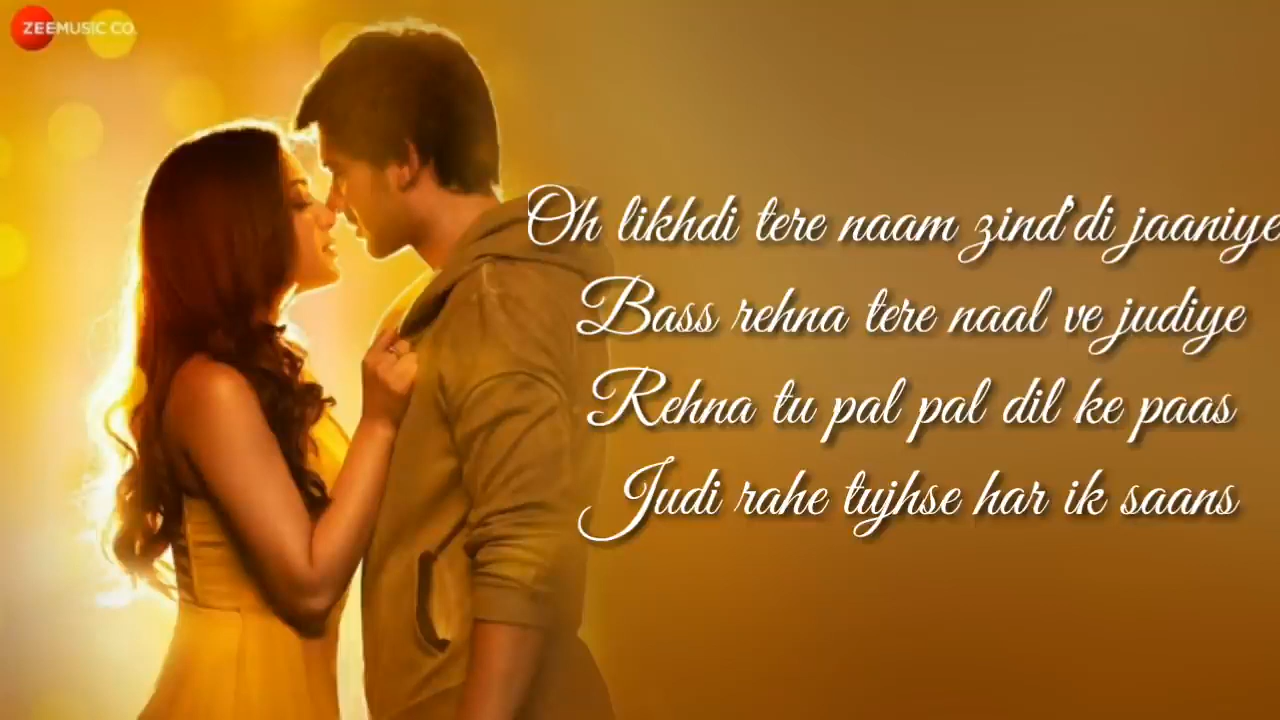 ZEEMUSIC CO.
Oh likhdi tere naam zind'di jaaniye
Bass rehna tere naal ve judiye
Rehna tu pal pal dil ke paas
Judi rahe tujhse har ik saans